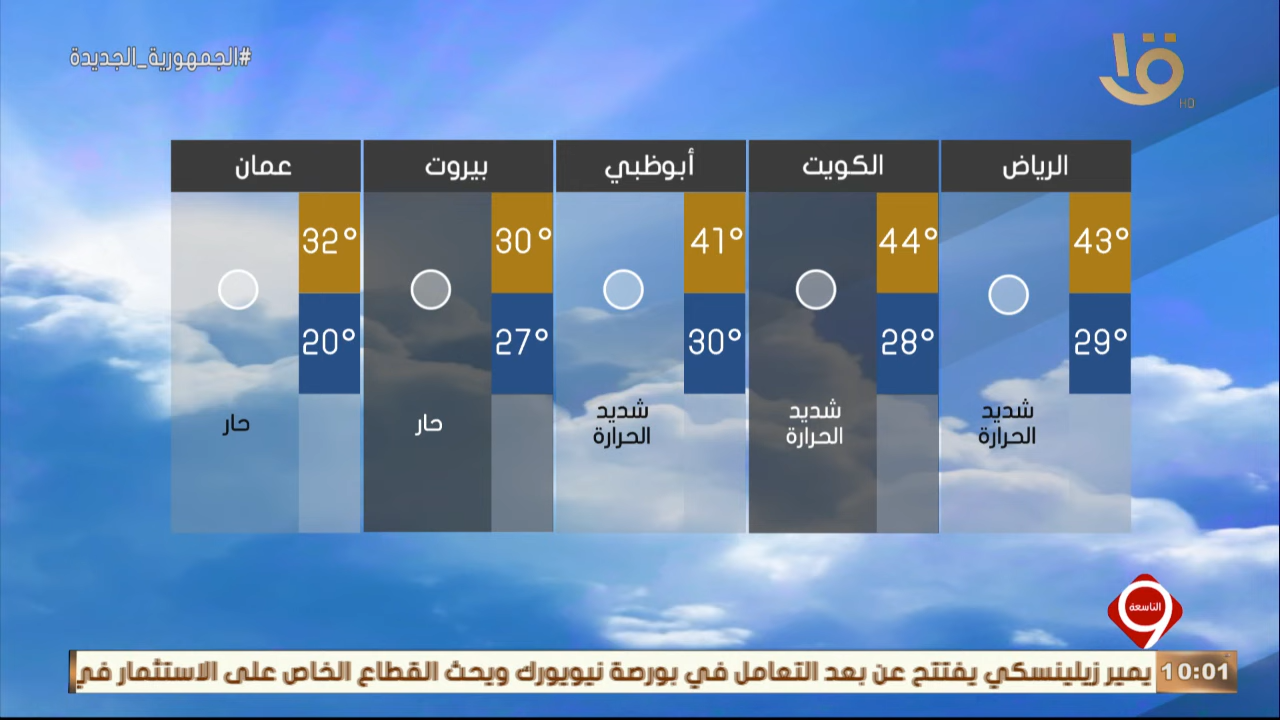 #الجمهورية_الجديدة
HD
الرياض
43°
29°
شديد
الحرارة
الكويت
44°
28°
شديد
الحرارة
أبوظبي
41°
30°
شديد
الحرارة
بيروت
30°
27°
حار
عمان
32°
20°
حار
9
التاسعة
10:01
يمير زيلينسكي يفتتح عن بعد التعامل في بورصة نيويورك ويحث القطاع الخاص على الاستثمار في